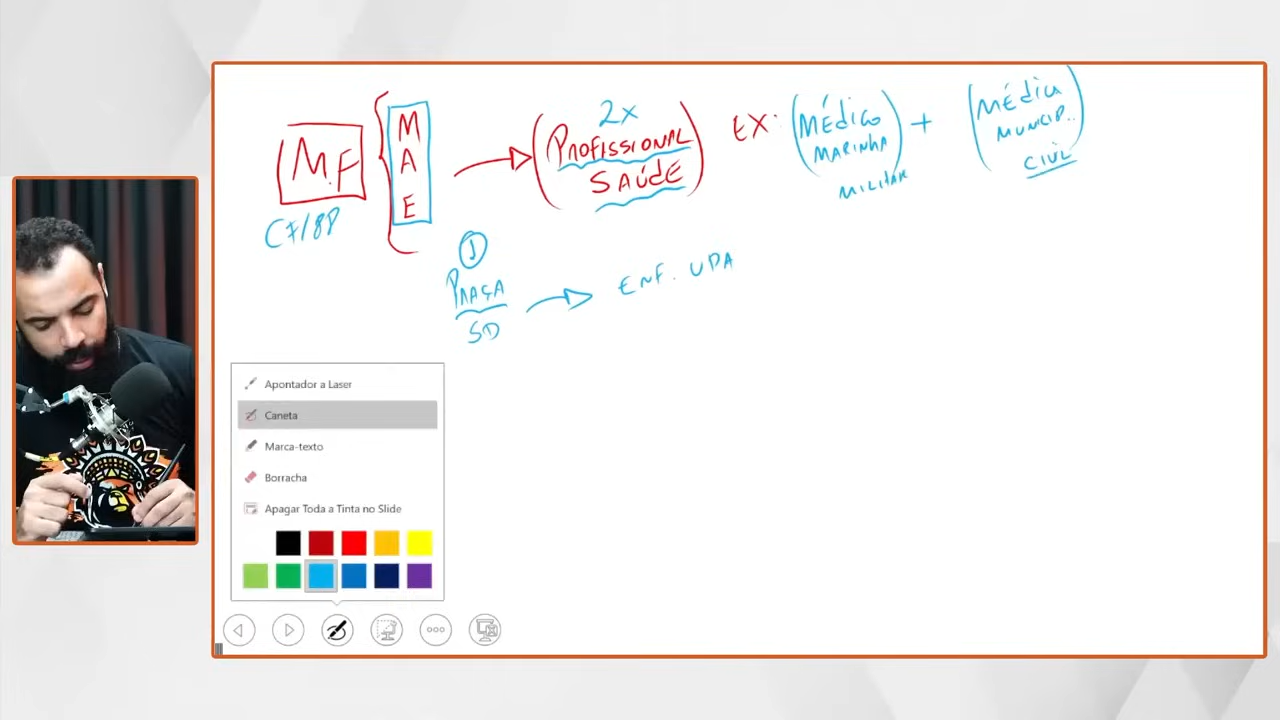 M.F
CF/88
M
A
E
2x
PROFISSIONAL
SAÚDE
EX:
MÉDICO
MARINHA
MILITAR
+
MÉDICO
MUNICIP..
CIVIL
1
PRAÇA
SD
ENF. UPA
Apontador a Laser
Caneta
Marca-texto
Borracha
Apagar Toda a Tinta no Slide